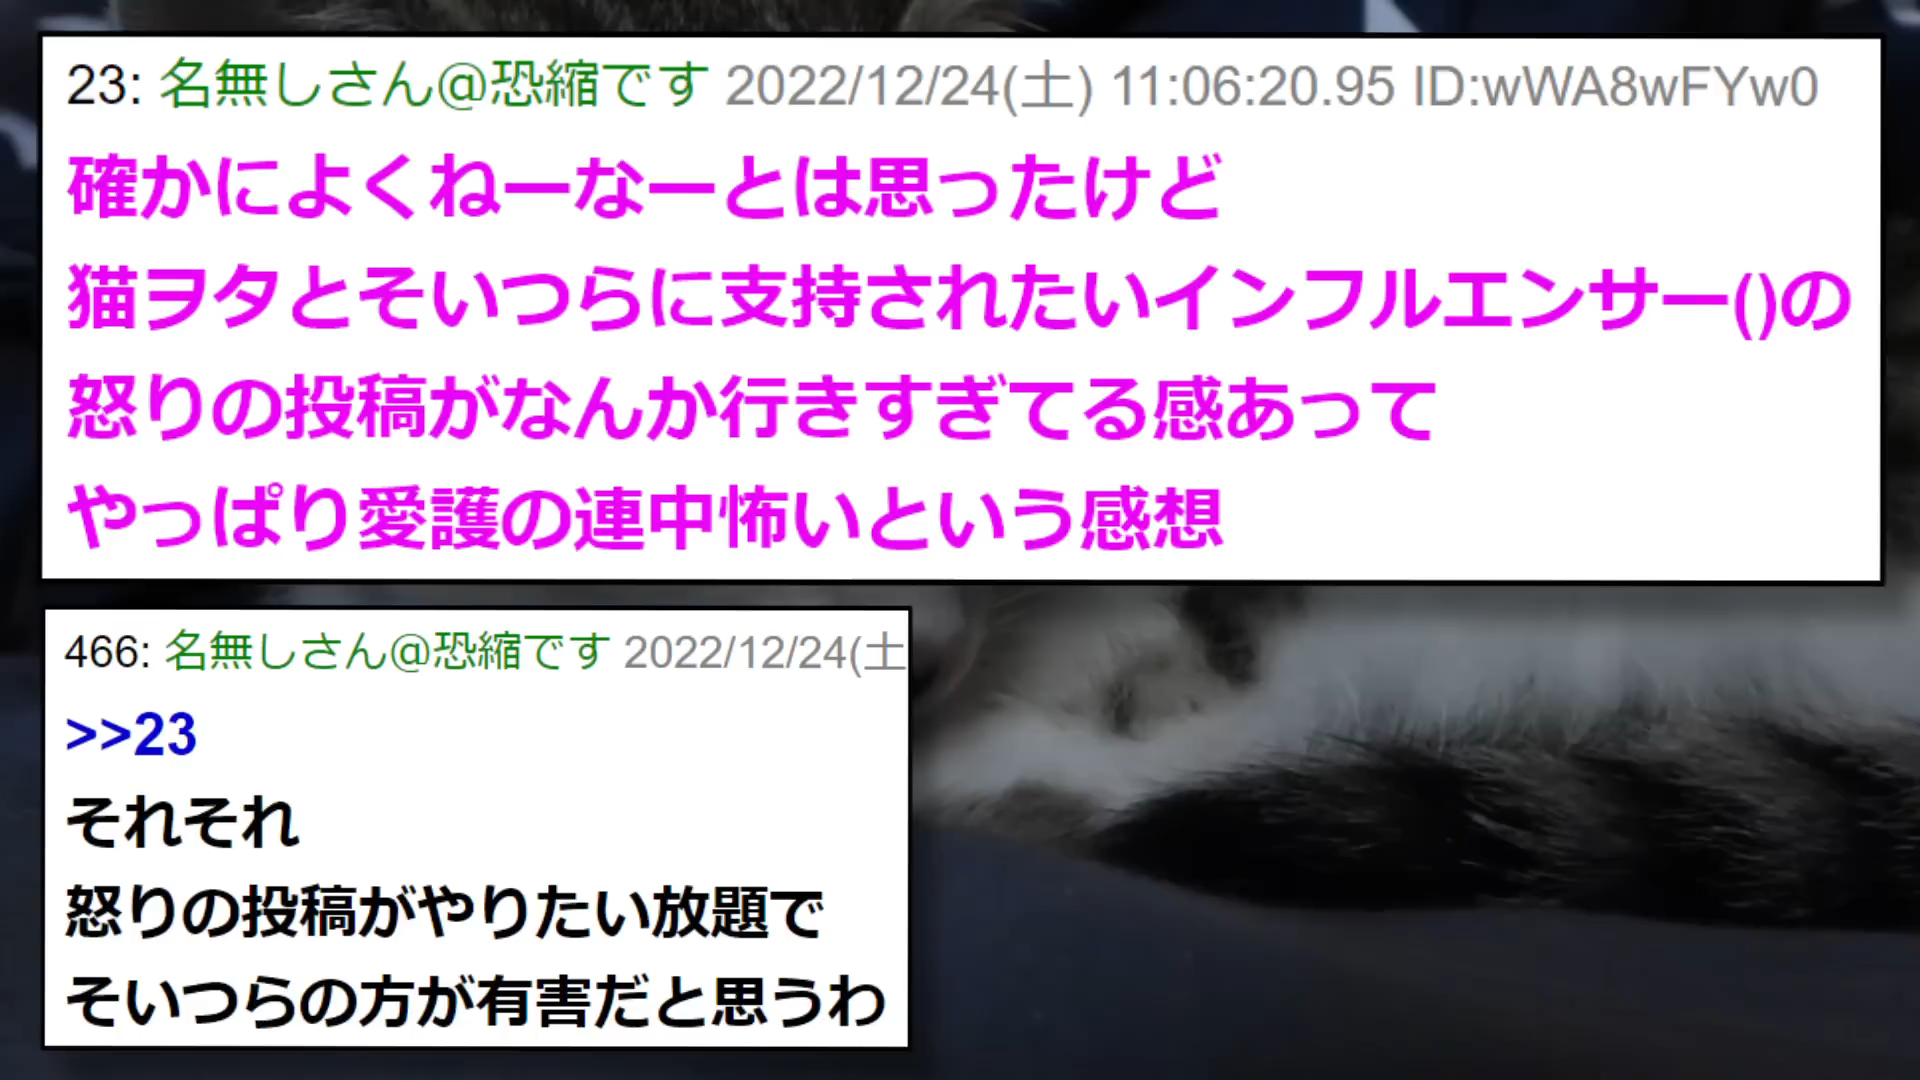 23: 名無しさん@恐縮です 2022/12/24(土) 11:06:20.95 ID:wWA8wFYw0
確かによくねーなーとは思ったけど
猫ヲタとそいつらに支持されたいインフルエンサー()の
怒りの投稿がなんか行きすぎてる感あって
やっぱり愛護の連中怖いという感想
466: 名無しさん@恐縮です 2022/12/24(土
>>23
それそれ
怒りの投稿がやりたい放題で
そいつらの方が有害だと思うわ